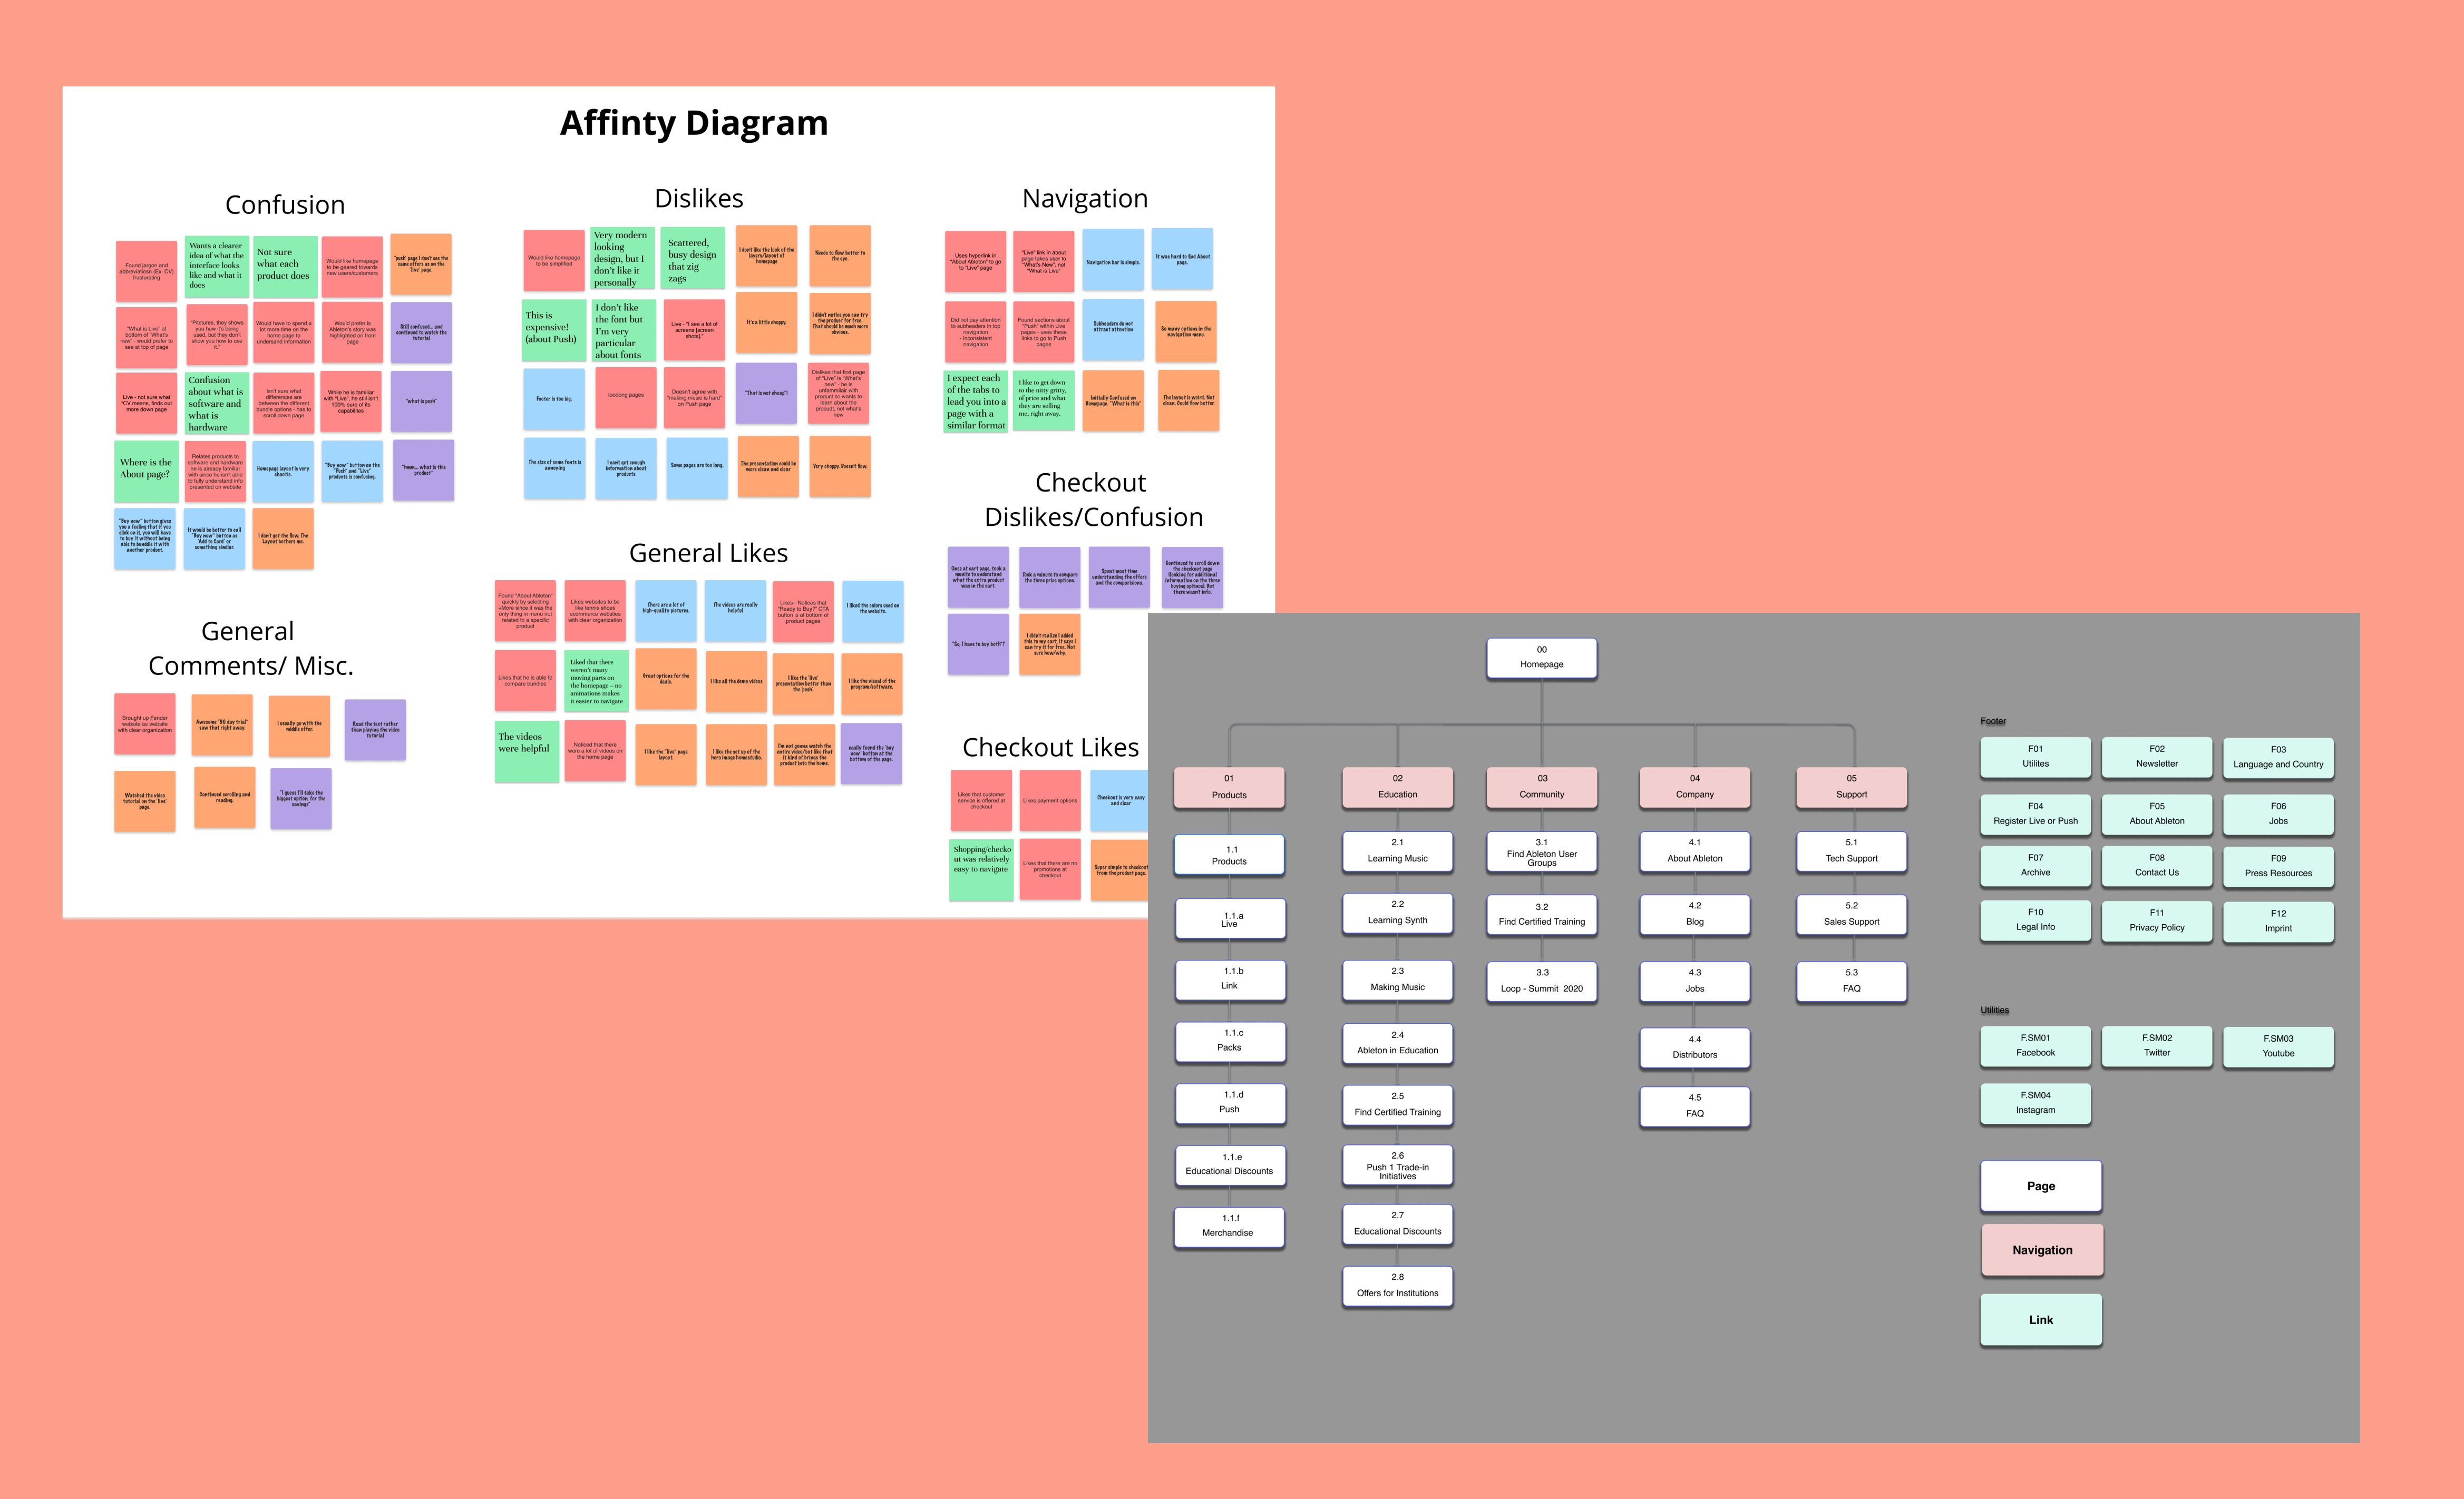 Affinty Diagram
Confusion
Found jargon and
abbreviatioon (Ex. CV)
frusturating
Wants a clearer
idea of what the
interface looks
like and what it
does
Not sure
what each
product does
Would like homepage
to be geared towards
new users/customers
"push' page I don't see the
same offers as on the
'live' page.
"What is Live" at
bottom of "What's
new" - would prefer to
see at top of page
"Pitctures, they shows
you how it's being
used, but they don't
show you how to use
it."
Would have to spend a
lot more time on the
home page to
undersand information
Would prefer is
Ableton's story was
highlighted on front
page
Still confused... and
continued to watch the
tutorial
Live - not sure what
"CV means, finds out
more down page
Confusion
about what is
software and
what is
hardware
Isn't sure what
differences are
between the different
bundle options - has to
scroll down page
While he is familiar
with "Live", he still isn't
100% sure of its
capabilities
"what is push"
Where is the
About page?
Relates products to
software and hardware
he is already familiar
with since he isn't able
to fully understand info
presented on website
Homepage layout is very
chaotic.
"Buy now" button on the
"Push" and "Live"
products is confusing.
"hmm... what is this
product"
"Buy now" button gives
you a feeling that if you
click on it, you will have
to buy it without being
able to bundle it with
another product.
It would be better to call
"Buy now" button as
'Add to Card' or
something similar.
I don't get the flow. The
Layout bothers me.
Dislikes
Would like homepage
to be simplified
Very modern
looking
design, but I
don't like it
personally
Scattered,
busy design
that zig
zags
I don't like the look of the
layers/layout of
homepage
Needs to flow better to
the eye.
This is
expensive!
(about Push)
I don't like
the font but
I'm very
particular
about fonts
Live - "I see a lot of
screens [screen
shots]."
It's a little choppy.
I didn't notice you can try
the product for free.
That should be much more
obvious.
Footer is too big.
loooong pages
Doesn't agree with
"making music is hard"
on Push page
"That is not cheap"!
Dislikes that first page
of "Live" is "What's
new" - he is
unfammiliar with
product so wants to
learn about the
procudt, not what's
new
The size of some fonts is
annoying
I can't get enough
information about
products
Some pages are too long.
The presentation could be
more clean and clear
Very choppy. Doesn't flow.
Navigation
Uses hyperlink in
"About Ableton" to go
to "Live" page
"Live" link in about
page takes user to
"What's New", not
"What is Live"
Navigation bar is simple.
It was hard to find About
page.
Did not pay attention
to subheaders in top
navigation
- Inconsistent
navigation
Found sections about
"Push" within Live
pages - uses these
links to go to Push
pages
Subheaders do not
attract attention
So many options in the
navigation menu.
I expect each
of the tabs to
lead you into a
page with a
similar format
I like to get down
to the nitty gritty,
of price and what
they are selling
me, right away.
Initially Confused on
Homepage. "What is this"
The layout is weird. Not
clean. Could flow better.
Checkout
Dislikes/Confusion
Once at cart page, took a
munite to understand
what the extra product
was in the cart.
Took a minute to compare
the three price options.
Spent most time
understanding the offers
and the comparisions.
Continued to scroll down
the checkout page
(looking for additional
information on the three
buying options). But
there wasn't info.
"So, I have to buy both"?
I didn't realize I added
this to my cart, it says I
can try it for free. Not
sure how/why.
General Likes
Found "About Ableton"
quickly by selecting
+More since it was the
only thing in menu not
related to a specific
product
Likes websites to be
like tennis shoes
ecommerce websites
with clear organization
There are a lot of
high-quality pictures.
The videos are really
helpful
Likes - Notices that
"Ready to Buy?" CTA
button is at bottom of
product pages
I liked the colors used on
the website.
Likes that he is able to
compare bundles
Liked that there
weren't many
moving parts on
the homepage – no
animations makes
it easier to navigate
Great options for the
deals.
I like all the demo videos
I like the 'live'
presentation better than
the 'push'.
I like the visual of the
program/software.
The videos
were helpful
Noticed that there
were a lot of videos on
the home page
I like the "live" page
layout.
I like the set up of the
hero image homestudio.
I'm not gonna watch the
entire video/but like that
it kind of brings the
product into the home.
easily found the 'buy
now' button at the
bottom of the page.
General
Comments/ Misc.
Brought up Fender
website as website
with clear organization
Awesome "90 day trial"
saw that right away
I usually go with the
middle offer.
Read the text rather
than playing the video
tutorial
Watched the video
tutorial on the 'live'
page.
Continued scrolling and
reading.
"I guess I'll take the
biggest option, for the
savings"
Checkout Likes
Likes that customer
service is offered at
checkout
Likes payment options
Checkout is very easy
and clear
Shopping/checko
ut was relatively
easy to navigate
Likes that there are no
promotions at
checkout
Super simple to checkout
from the product page.
00
Homepage
01
Products
02
Education
03
Community
04
Company
05
Support
1.1
Products
1.1.a
Live
1.1.b
Link
1.1.c
Packs
1.1.d
Push
1.1.e
Educational Discounts
1.1.f
Merchandise
2.1
Learning Music
2.2
Learning Synth
2.3
Making Music
2.4
Ableton in Education
2.5
Find Certified Training
2.6
Push 1 Trade-in
Initiatives
2.7
Educational Discounts
2.8
Offers for Institutions
3.1
Find Ableton User
Groups
3.2
Find Certified Training
3.3
Loop - Summit 2020
4.1
About Ableton
4.2
Blog
4.3
Jobs
4.4
Distributors
4.5
FAQ
5.1
Tech Support
5.2
Sales Support
5.3
FAQ
Footer
F01
Utilites
F02
Newsletter
F03
Language and Country
F04
Register Live or Push
F05
About Ableton
F06
Jobs
F07
Archive
F08
Contact Us
F09
Press Resources
F10
Legal Info
F11
Privacy Policy
F12
Imprint
Utilities
F.SM01
Facebook
F.SM02
Twitter
F.SM03
Youtube
F.SM04
Instagram
Page
Navigation
Link